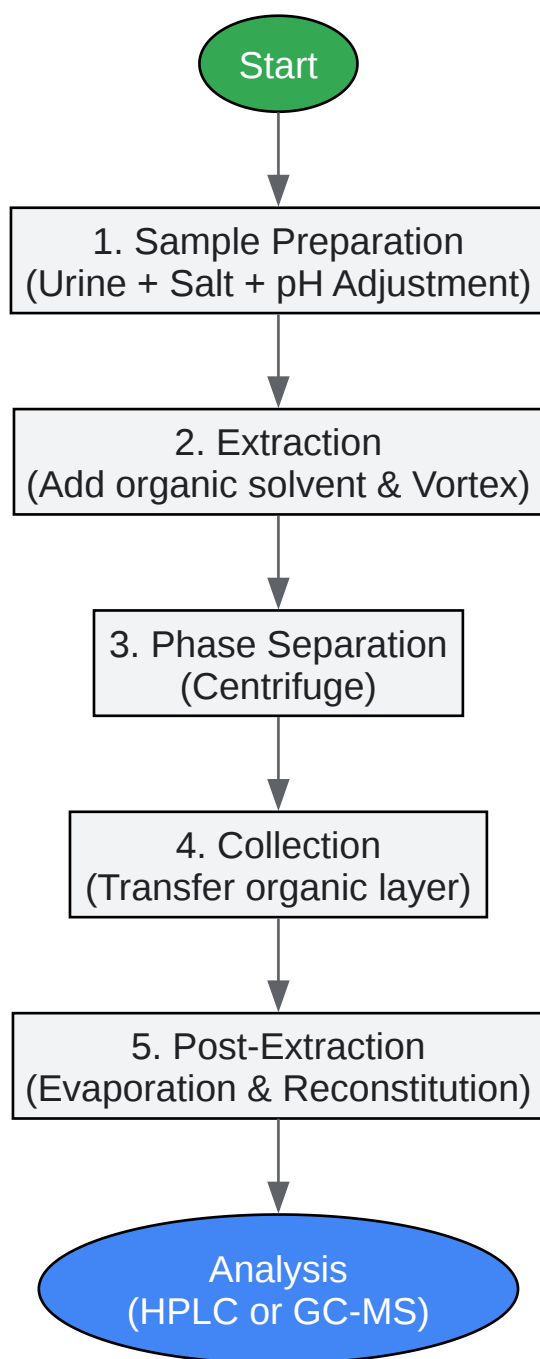 Start
1. Sample Preparation
(Urine + Salt + pH Adjustment)
2. Extraction
(Add organic solvent & Vortex)
3. Phase Separation
(Centrifuge)
4. Collection
(Transfer organic layer)
5. Post-Extraction
(Evaporation & Reconstitution)
Analysis
(HPLC or GC-MS)